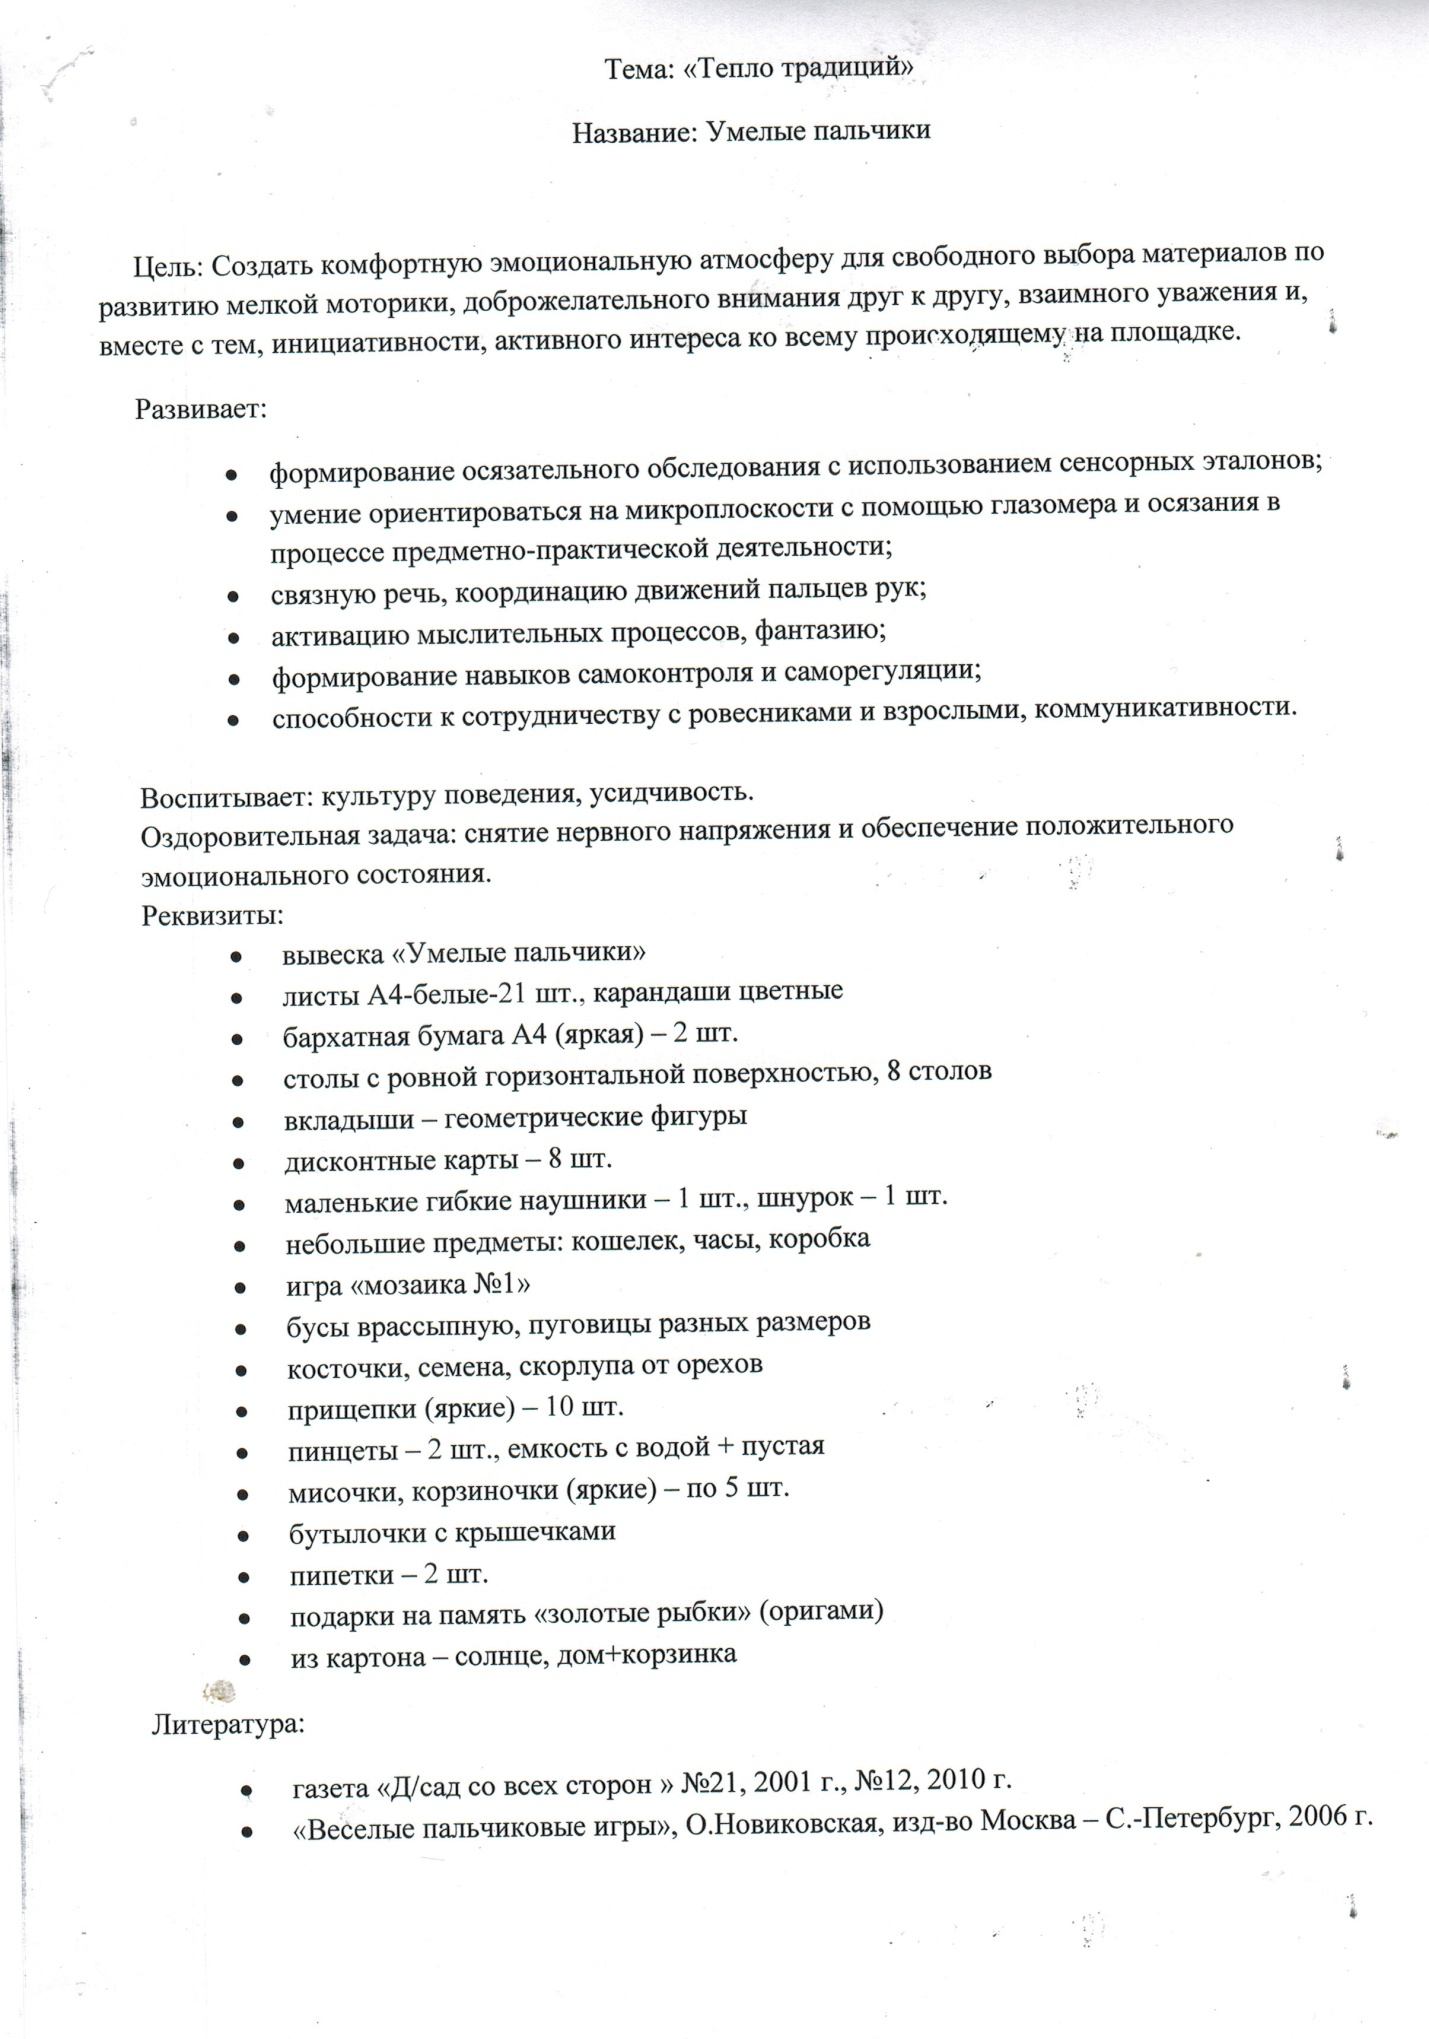 Тема: «Тепло традиций»
Название: Умелые пальчики
Цель: Создать комфортную эмоциональную атмосферу для свободного выбора материалов по
развитию мелкой моторики, доброжелательного внимания друг к другу, взаимного уважения и,
вместе с тем, инициативности, активного интереса ко всему происходящему на площадке.
Развивает:
• формирование осязательного обследования с использованием сенсорных эталонов;
• умение ориентироваться на микроплоскости с помощью глазомера и осязания в
процессе предметно-практической деятельности;
• связную речь, координацию движений пальцев рук;
• активацию мыслительных процессов, фантазию;
• формирование навыков самоконтроля и саморегуляции;
• способности к сотрудничеству с ровесниками и взрослыми, коммуникативности.
Воспитывает: культуру поведения, усидчивость.
Оздоровительная задача: снятие нервного напряжения и обеспечение положительного
эмоционального состояния.
Реквизиты:
• вывеска «Умелые пальчики»
• листы А4-белые-21 шт., карандаши цветные
• бархатная бумага А4 (яркая) – 2 шт.
• столы с ровной горизонтальной поверхностью, 8 столов
• вкладыши – геометрические фигуры
• дисконтные карты – 8 шт.
• маленькие гибкие наушники – 1 шт., шнурок – 1 шт.
• небольшие предметы: кошелек, часы, коробка
• игра «мозаика №1»
• бусы врассыпную, пуговицы разных размеров
• косточки, семена, скорлупа от орехов
• прищепки (яркие) – 10 шт.
• пинцеты – 2 шт., емкость с водой + пустая
• мисочки, корзиночки (яркие) – по 5 шт.
• бутылочки с крышечками
• пипетки – 2 шт.
• подарки на память «золотые рыбки» (оригами)
• из картона – солнце, дом+корзинка
Литература:
• газета «Д/сад со всех сторон » №21, 2001 г., №12, 2010 г.
• «Веселые пальчиковые игры», О.Новиковская, изд-во Москва – С.-Петербург, 2006 г.